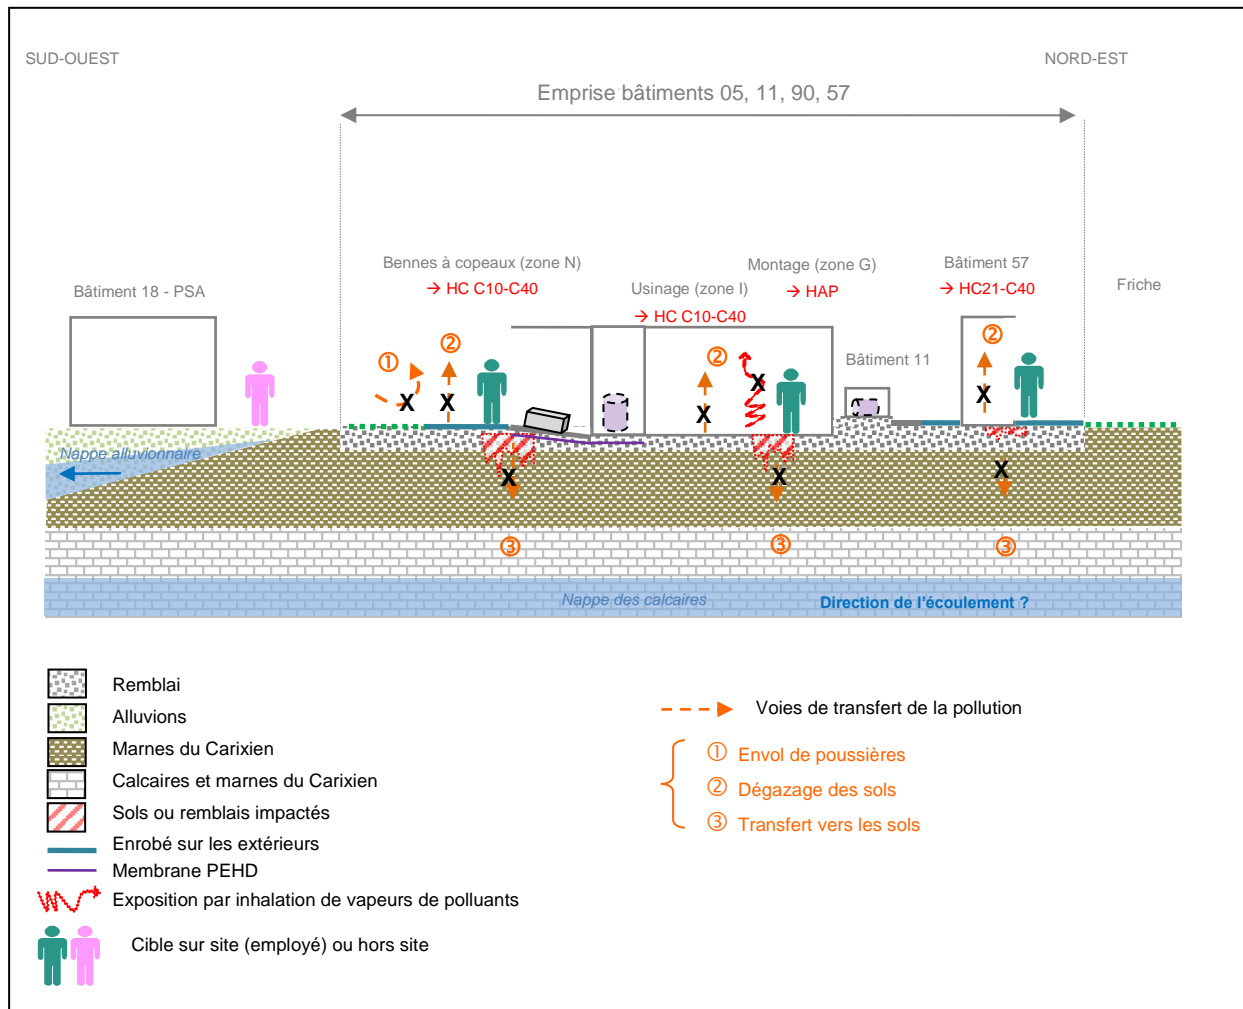 SUD-OUEST
NORD-EST
Emprise bâtiments 05, 11, 90, 57
Bennes à copeaux (zone N)
→ HC C10-C40
Montage (zone G)
→ HAP
Bâtiment 57
→ HC21-C40
Bâtiment 18 - PSA
Usinage (zone I)
→ HC C10-C40
Friche
Bâtiment 11
①
②
②
②
X
X
X
X
X
Nappe alluvionnaire
X
X
X
③
③
③
Nappe des calcaires
Direction de l'écoulement ?
Remblai
Alluvions
Marnes du Carixien
Calcaires et marnes du Carixien
Sols ou remblais impactés
Enrobé sur les extérieurs
Membrane PEHD
Exposition par inhalation de vapeurs de polluants
Cible sur site (employé) ou hors site
Voies de transfert de la pollution
① Envol de poussières
② Dégazage des sols
③ Transfert vers les sols